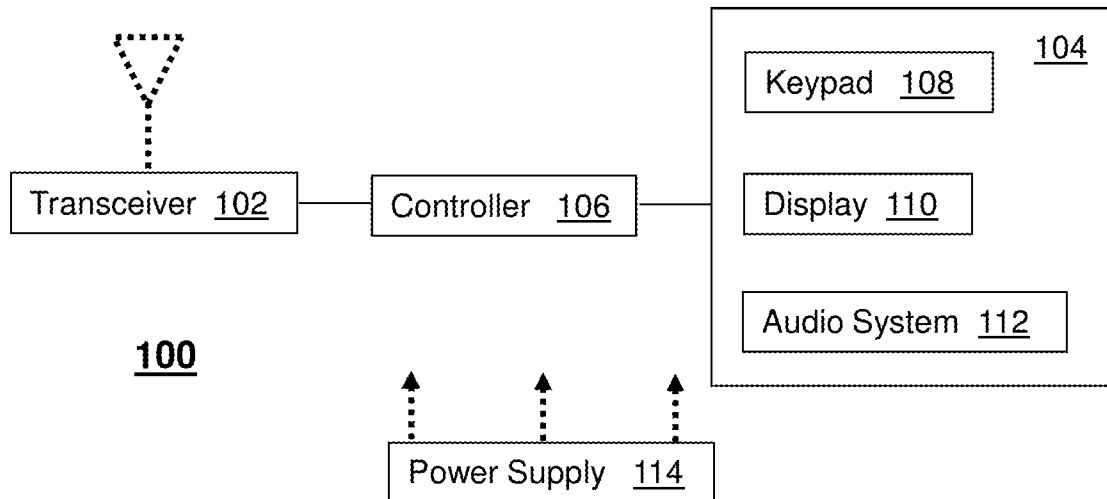 104
Keypad 108
Transceiver 102
Controller 106
Display 110
Audio System 112
100
Power Supply 114